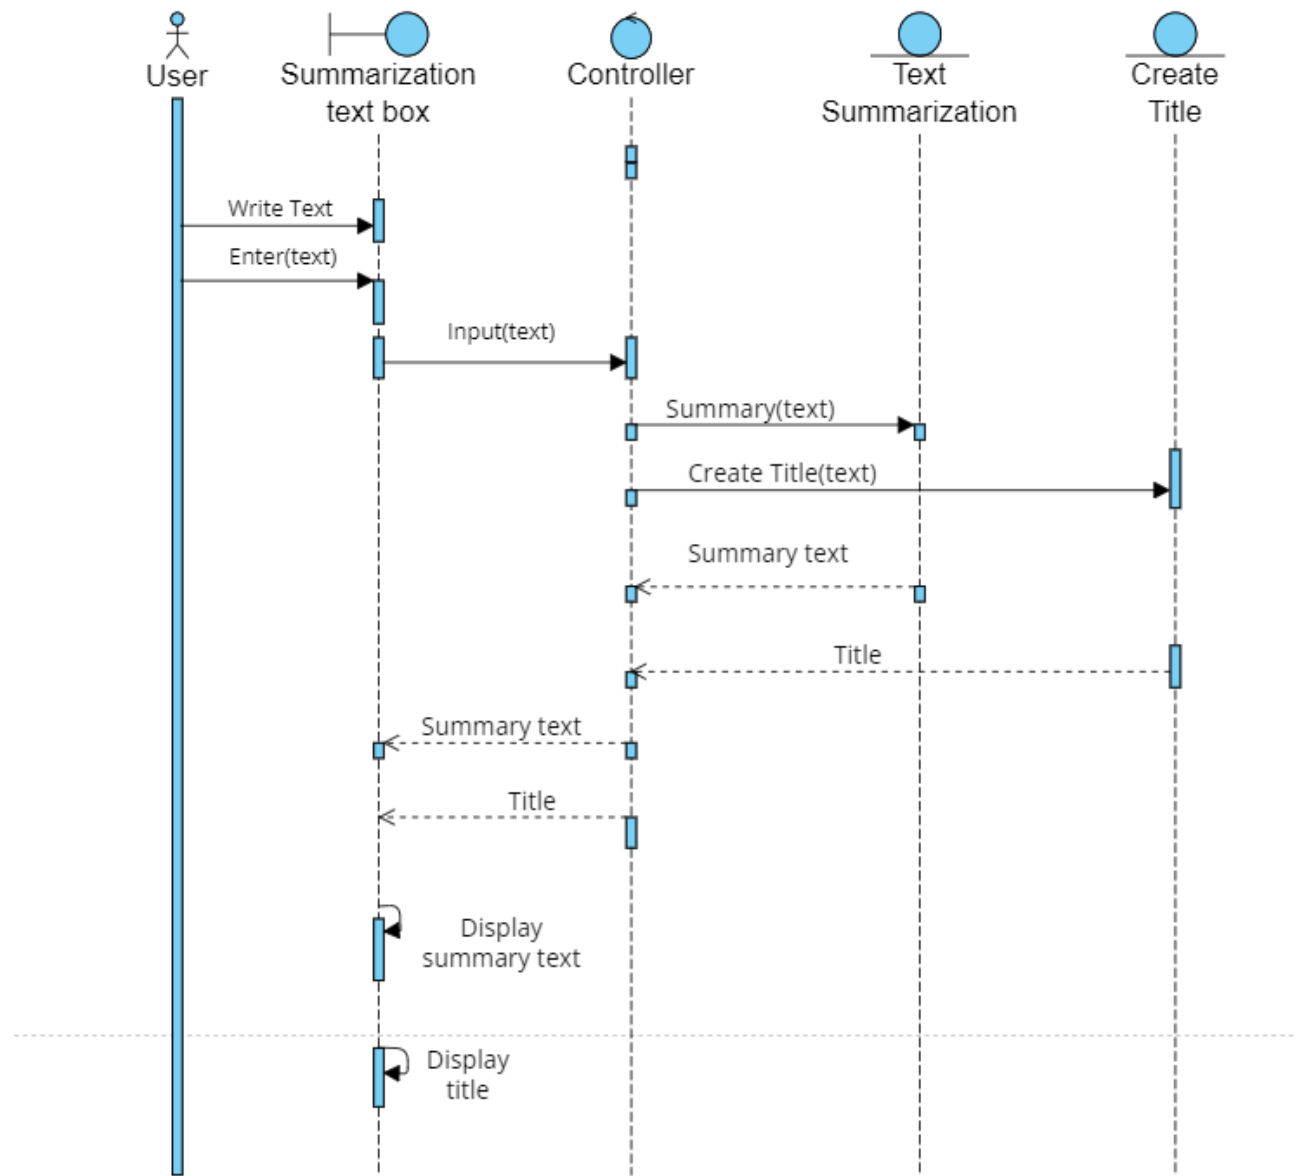 User
Summarization
text box
Controller
Text
Summarization
Create
Title
Write Text
Enter(text)
Input(text)
Summary(text)
Create Title(text)
Summary text
Title
Summary text
Title
Display
summary text
Display
title